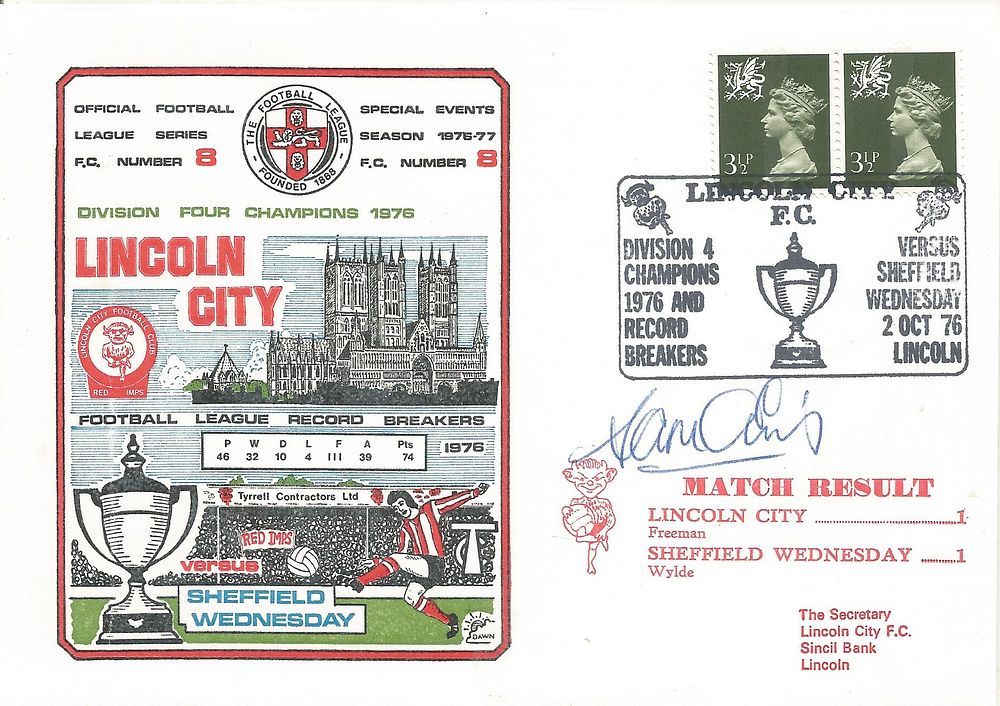 OFFICIAL FOOTBALL
LEAGUE SERIES
F.C. NUMBER 8
THE FOOTBALL LEAGUE
FOUNDED 1888
SPECIAL EVENTS
SEASON 1976-77
F.C. NUMBER 8
DIVISION FOUR CHAMPIONS 1976
LINCOLN
CITY
LINCOLN CITY FOOTBALL CLUB
RED IMPS
FOOTBALL LEAGUE RECORD BREAKERS
P W D L F A Pts
46 32 10 4 111 39 74
1976
Tyrrell Contractors Ltd
RED IMPS
versus
SHEFFIELD
WEDNESDAY
DAWN
3½P
3½P
LINCOLN CITY
F.C.
DIVISION 4
CHAMPIONS
1976 AND
RECORD
BREAKERS
VERSUS
SHEFFIELD
WEDNESDAY
2 OCT 76
LINCOLN
MATCH RESULT
LINCOLN CITY ........................................1
Freeman
SHEFFIELD WEDNESDAY ..........1
Wylde
The Secretary
Lincoln City F.C.
Sincil Bank
Lincoln